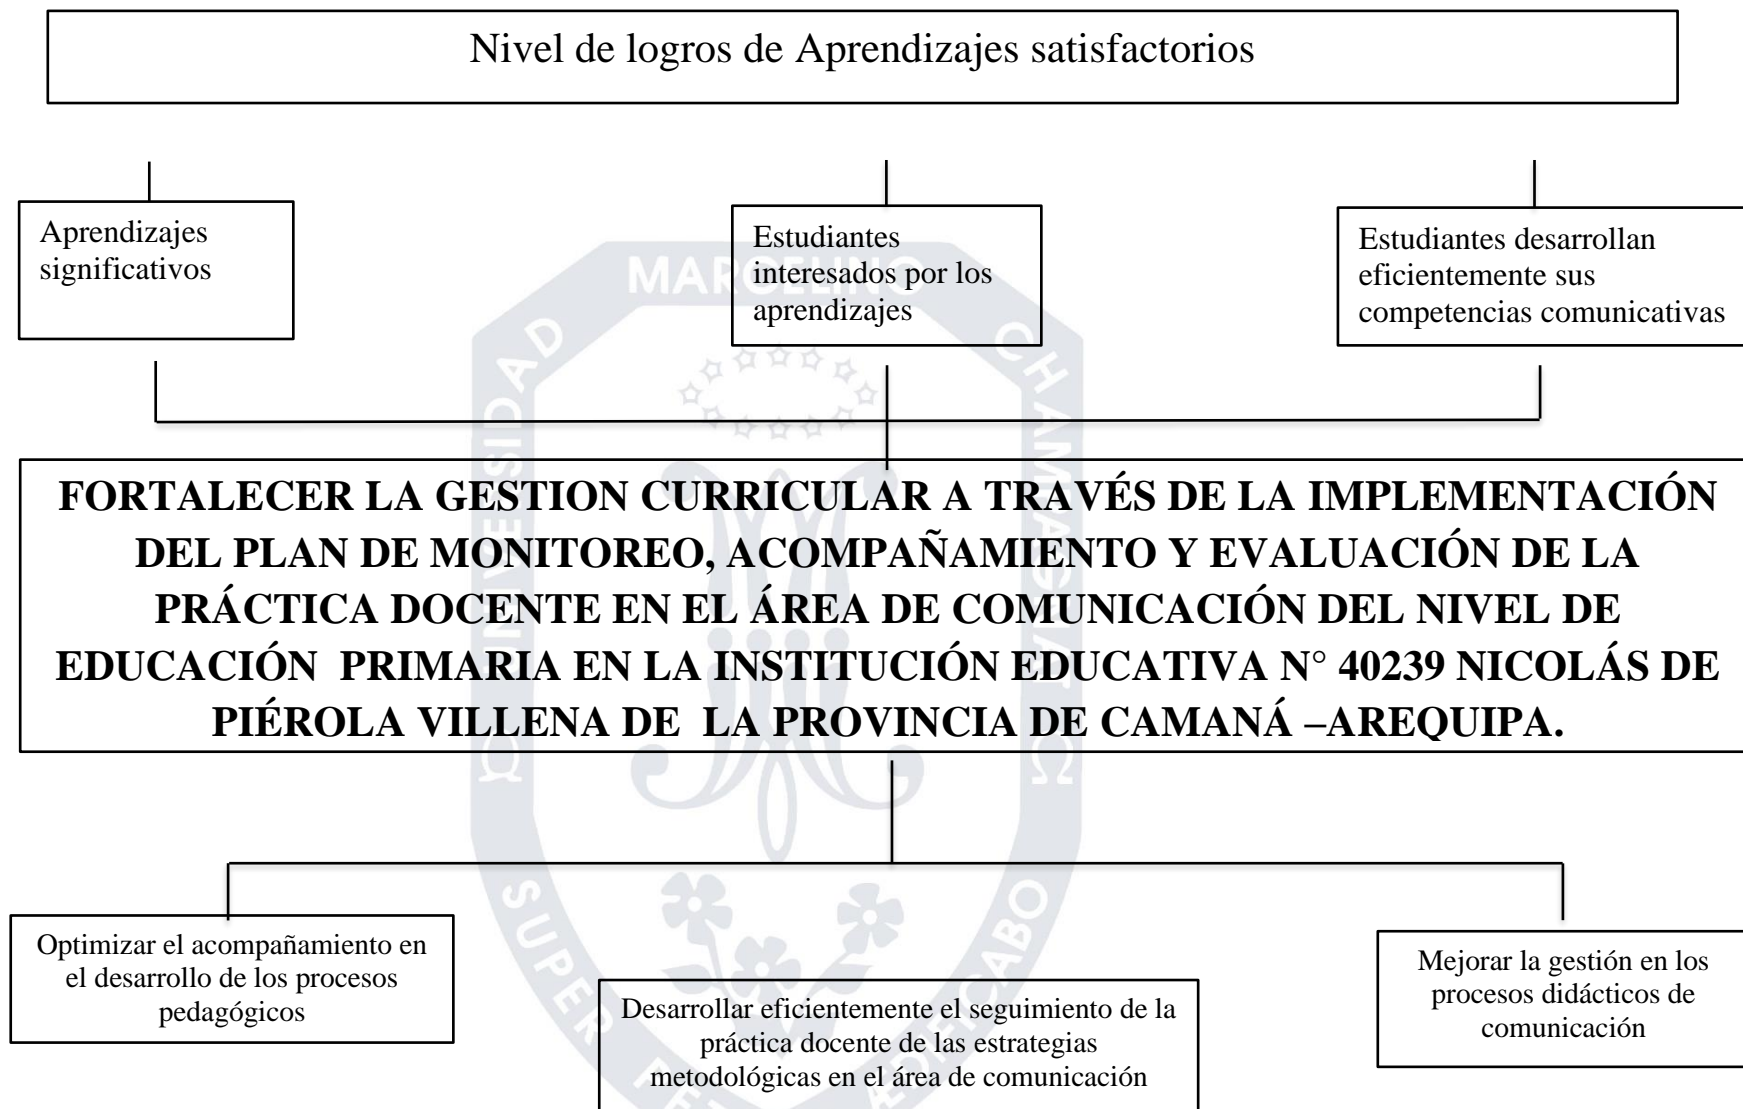 Nivel de logros de Aprendizajes satisfactorios
Aprendizajes
significativos
Estudiantes
interesados por los
aprendizajes
Estudiantes desarrollan
eficientemente sus
competencias comunicativas
FORTALECER LA GESTION CURRICULAR A TRAVÉS DE LA IMPLEMENTACIÓN
DEL PLAN DE MONITOREO, ACOMPAÑAMIENTO Y EVALUACIÓN DE LA
PRÁCTICA DOCENTE EN EL ÁREA DE COMUNICACIÓN DEL NIVEL DE
EDUCACIÓN PRIMARIA EN LA INSTITUCIÓN EDUCATIVA N° 40239 NICOLÁS DE
PIÉROLA VILLENA DE LA PROVINCIA DE CAMANÁ –AREQUIPA.
Optimizar el acompañamiento en
el desarrollo de los procesos
pedagógicos
Desarrollar eficientemente el seguimiento de la
práctica docente de las estrategias
metodológicas en el área de comunicación
Mejorar la gestión en los
procesos didácticos de
comunicación
UNIVERSIDAD
MARCELINO
CHAMPAGNAT
SUPER
ÆDIFICABO